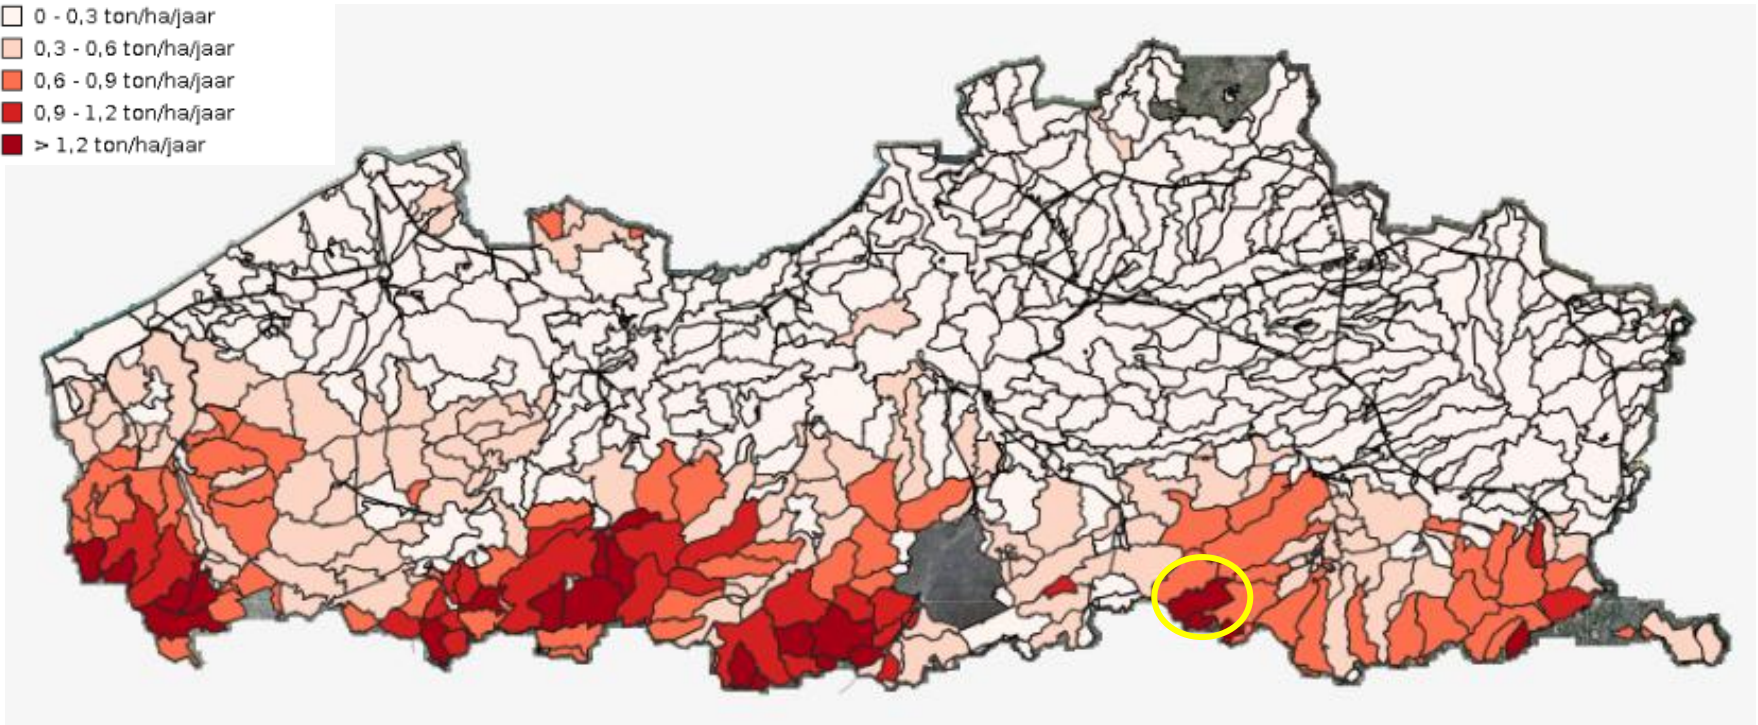 0 - 0,3 ton/ha/jaar
0,3 - 0,6 ton/ha/jaar
0,6 - 0,9 ton/ha/jaar
0,9 - 1,2 ton/ha/jaar
> 1,2 ton/ha/jaar